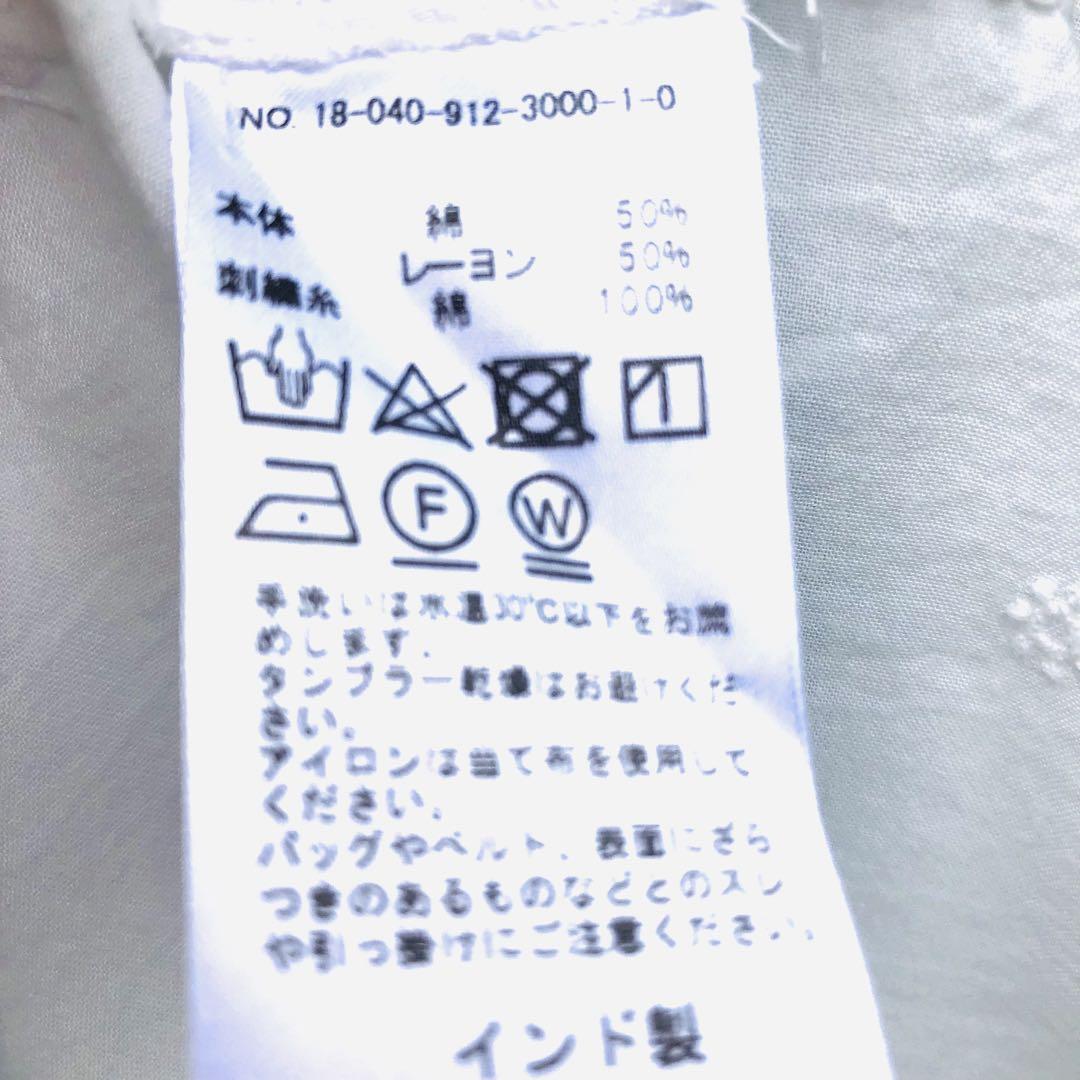 NO. 18-040-912-3000-1-0
本体 綿 50%
レーヨン 50%
刺繍糸 綿 100%
F W
手洗いは水温30℃以下をお薦
めします.
タンブラー乾燥はお避けくだ
さい.
アイロンは当て布を使用して
ください.
バッグやベルト、表面にざら
つきのあるものなどとのスレ
や引っ掛けにご注意ください.
インド製